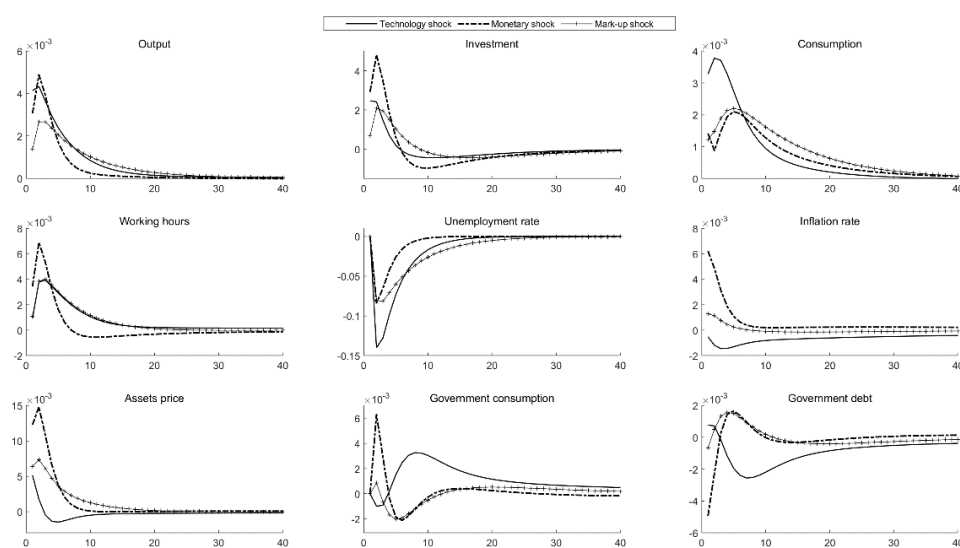 Technology shock Monetary shock Mark-up shock
Output Investment Consumption
×10⁻³ ×10⁻³
6 4
4 4 3
2 2 2
0 1
0 0
0 10 20 30 40 0 10 20 30 40 0 10 20 30 40
Working hours Unemployment rate Inflation rate
×10⁻³ ×10⁻³
8 0 8
6 6
4 -0.05 4
2 -0.1 2
0 0
-2 -0.15 -2
0 10 20 30 40 0 10 20 30 40 0 10 20 30 40
Assets price Government consumption Government debt
×10⁻³ ×10⁻³ ×10⁻³
15 6 2
10 4 0
5 2 -2
0 0 -4
-2 -6
0 10 20 30 40 0 10 20 30 40 0 10 20 30 40